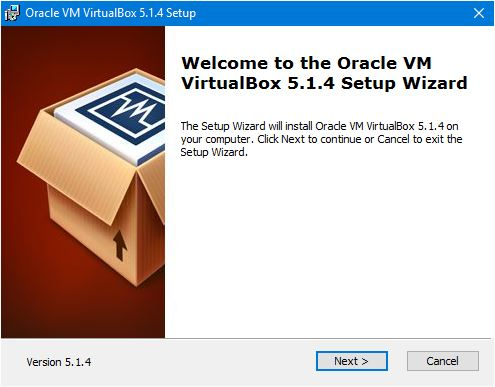 Oracle VM VirtualBox 5.1.4 Setup
Welcome to the Oracle VM
VirtualBox 5.1.4 Setup Wizard
The Setup Wizard will install Oracle VM VirtualBox 5.1.4 on
your computer. Click Next to continue or Cancel to exit the
Setup Wizard.
Version 5.1.4
Next >
Cancel